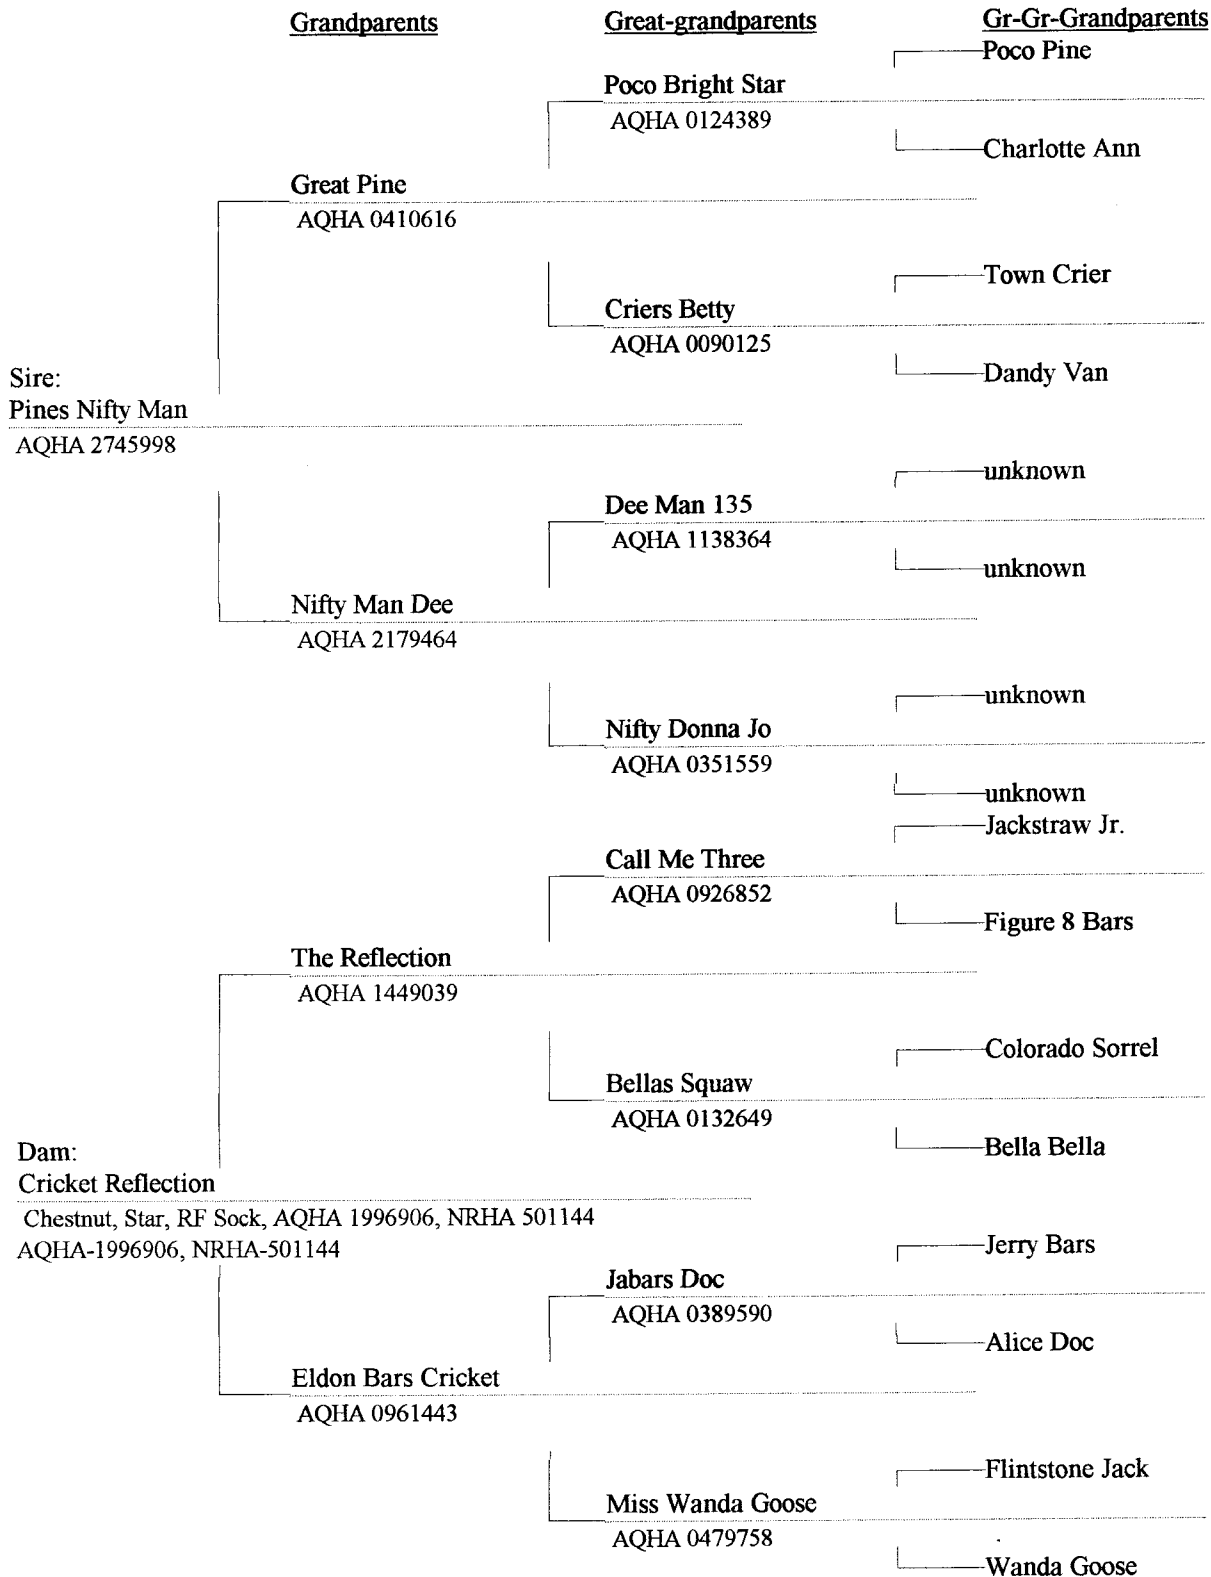 Grandparents
Great-grandparents
Gr-Gr-Grandparents
Poco Pine
Poco Bright Star
AQHA 0124389
Charlotte Ann
Great Pine
AQHA 0410616
Town Crier
Criers Betty
AQHA 0090125
Dandy Van
Sire:
Pines Nifty Man
AQHA 2745998
unknown
Dee Man 135
AQHA 1138364
unknown
Nifty Man Dee
AQHA 2179464
unknown
Nifty Donna Jo
AQHA 0351559
unknown
Jackstraw Jr.
Call Me Three
AQHA 0926852
Figure 8 Bars
The Reflection
AQHA 1449039
Colorado Sorrel
Bellas Squaw
AQHA 0132649
Bella Bella
Dam:
Cricket Reflection
Chestnut, Star, RF Sock, AQHA 1996906, NRHA 501144
AQHA-1996906, NRHA-501144
Jerry Bars
Jabars Doc
AQHA 0389590
Alice Doc
Eldon Bars Cricket
AQHA 0961443
Flintstone Jack
Miss Wanda Goose
AQHA 0479758
Wanda Goose